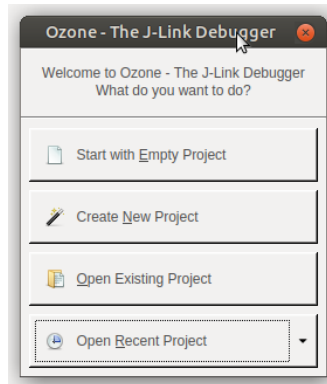 Ozone - The J-Link Debugger
Welcome to Ozone - The J-Link Debugger
What do you want to do?
Start with Empty Project
Create New Project
Open Existing Project
Open Recent Project